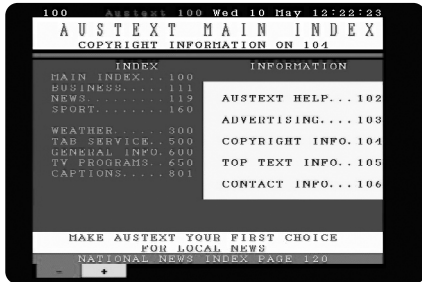 100 Austext 100 Wed 10 May 12:22:23
AUSTEXT MAIN INDEX
COPYRIGHT INFORMATION ON 104
INDEX
MAIN INDEX...100
BUSINESS......111
NEWS..........119
SPORT.........160
WEATHER.......300
TAB SERVICE..500
GENERAL INFO.600
TV PROGRAMS..650
CAPTIONS.....801
INFORMATION
AUSTEXT HELP...102
ADVERTISING....103
COPYRIGHT INFO.104
TOP TEXT INFO..105
CONTACT INFO...106
MAKE AUSTEXT YOUR FIRST CHOICE
FOR LOCAL NEWS
NATIONAL NEWS INDEX PAGE 120
- +